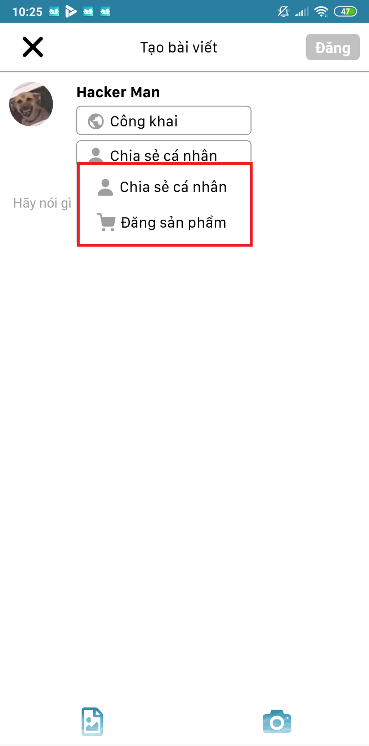 10:25
47
Tạo bài viết
Đăng
Hacker Man
Công khai
Chia sẻ cá nhân
Chia sẻ cá nhân
Hãy nói gì
Đăng sản phẩm